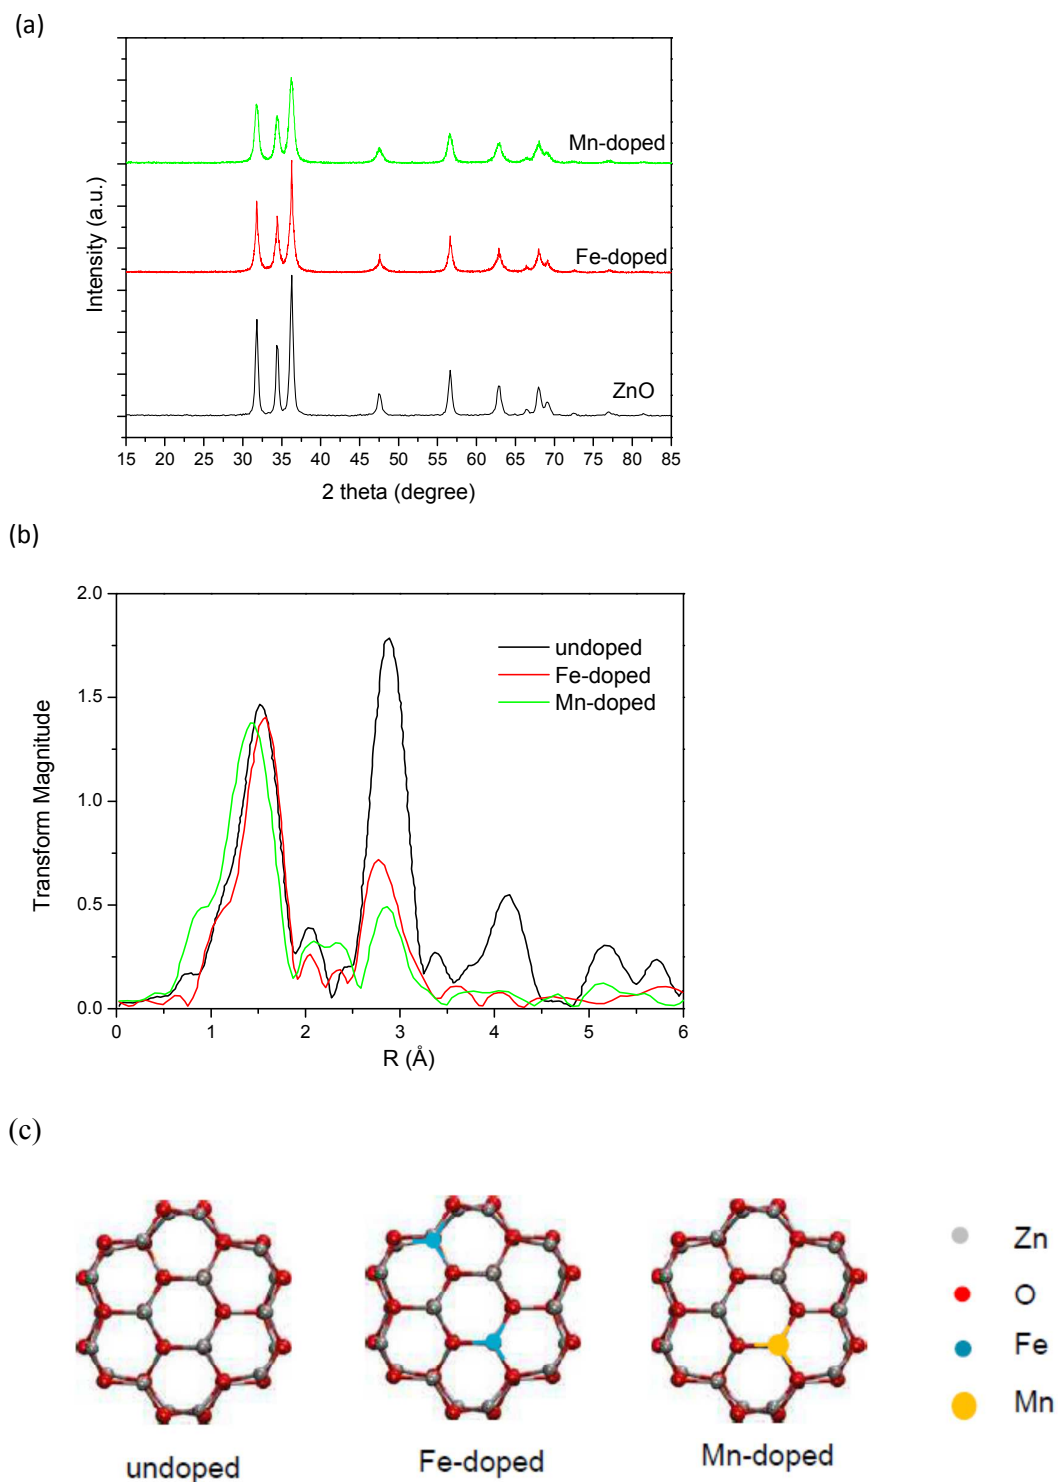 (a)
Mn-doped
Fe-doped
ZnO
Intensity (a.u.)
15 20 25 30 35 40 45 50 55 60 65 70 75 80 85
2 theta (degree)
(b)
2.0
1.5
1.0
0.5
0.0
undoped
Fe-doped
Mn-doped
Transform Magnitude
0 1 2 3 4 5 6
R (Å)
(c)
Zn
O
Fe
Mn
undoped Fe-doped Mn-doped